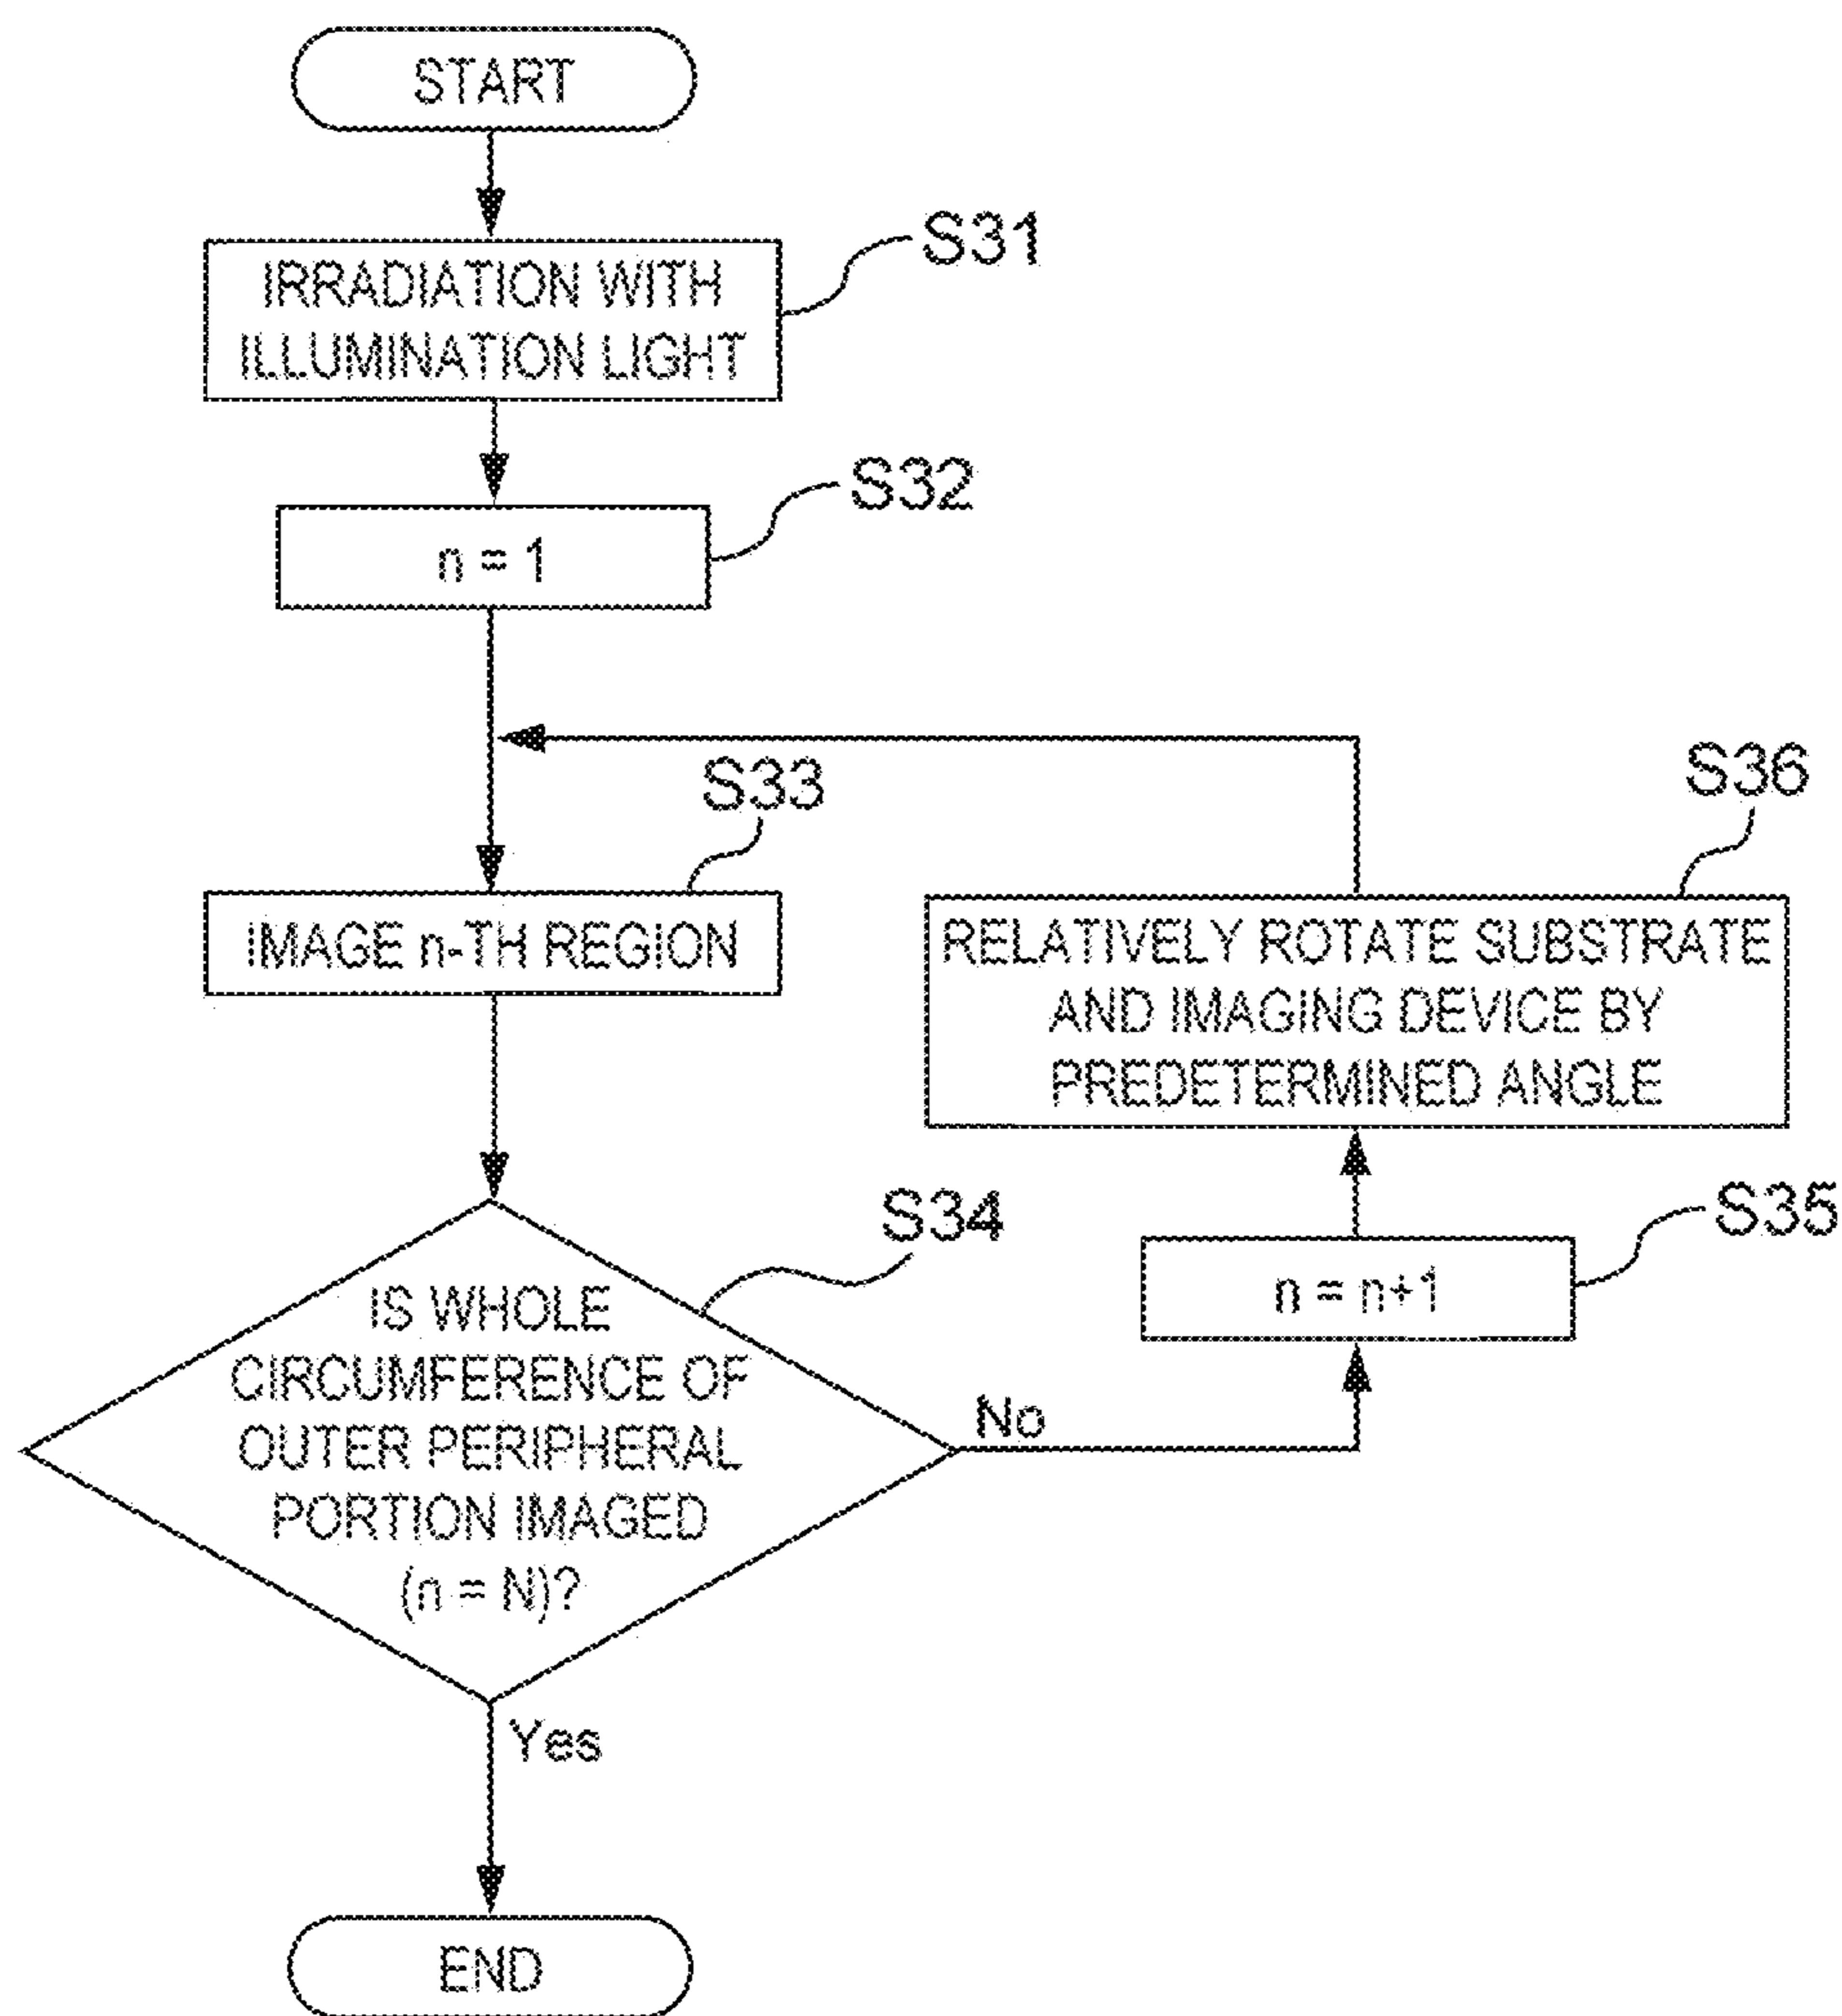 START
S31
IRRADIATION WITH
ILLUMINATION LIGHT
S32
n = 1
S33
IMAGE n-TH REGION
S36
RELATIVELY ROTATE SUBSTRATE
AND IMAGING DEVICE BY
PREDETERMINED ANGLE
S34
IS WHOLE
CIRCUMFERENCE OF
OUTER PERIPHERAL
PORTION IMAGED
(n = N)?
No
S35
n = n+1
Yes
END